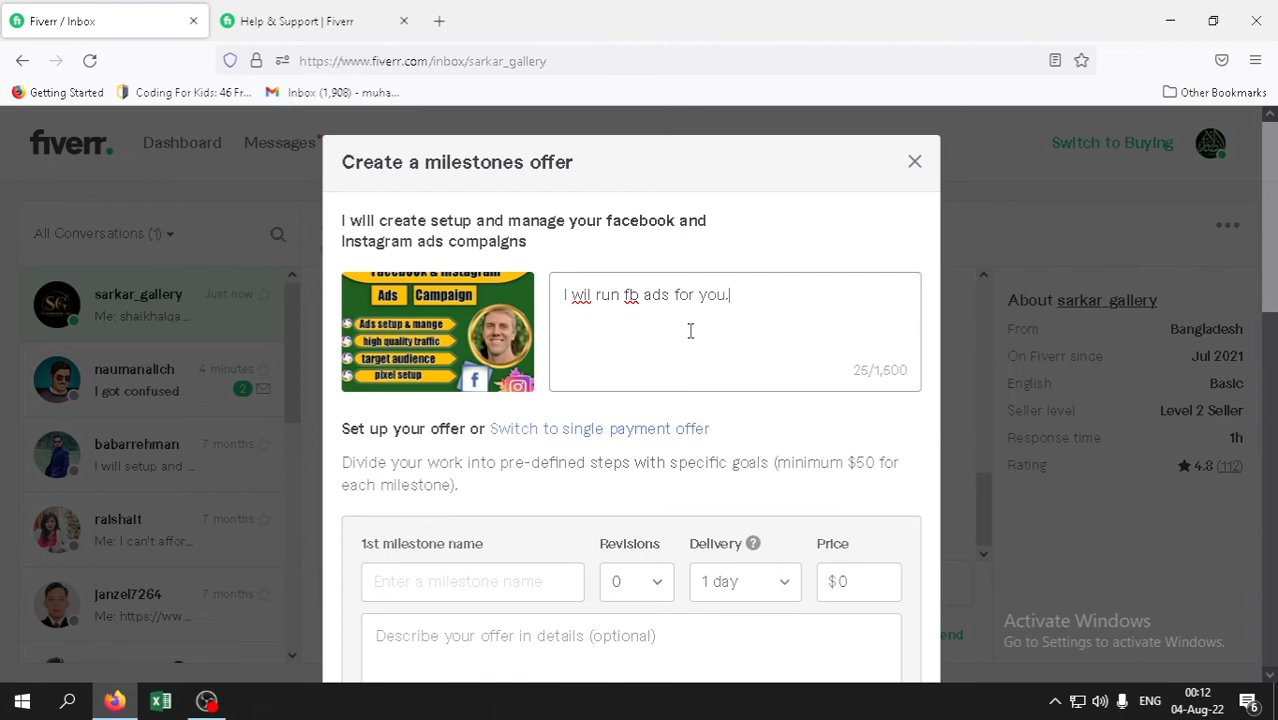 Fiverr / Inbox
Help & Support | Fiverr
https://www.fiverr.com/inbox/sarkar_gallery
Getting Started
Coding For Kids: 46 Fr...
Inbox (1,908) - muha...
Other Bookmarks
fiverr.
Dashboard
Messages
Switch to Buying
Create a milestones offer
All Conversations (1)
sarkar_gallery
Just now
Me: shaikhalqa...
naumanalich
4 minutes
I got confused
2
babarrehman
7 months
I will setup and ...
raishait
7 months
Me: I can't affor...
janzel7264
7 months
Me: https://ww...
I will create setup and manage your facebook and
Instagram ads compaigns
Facebook & Instagram
Ads
Campaign
Ads setup & mange
high quality traffic
target audience
pixel setup
I wil run fb ads for you.
25/1,500
Set up your offer or Switch to single payment offer
Divide your work into pre-defined steps with specific goals (minimum $50 for
each milestone).
1st milestone name
Revisions
Delivery
Price
Enter a milestone name
0
1 day
$ 0
Describe your offer in details (optional)
About sarkar_gallery
From
Bangladesh
On Fiverr since
Jul 2021
English
Basic
Seller level
Level 2 Seller
Response time
1h
Rating
4.8 (112)
Activate Windows
Go to Settings to activate Windows.
ENG
00:12
04-Aug-22
6